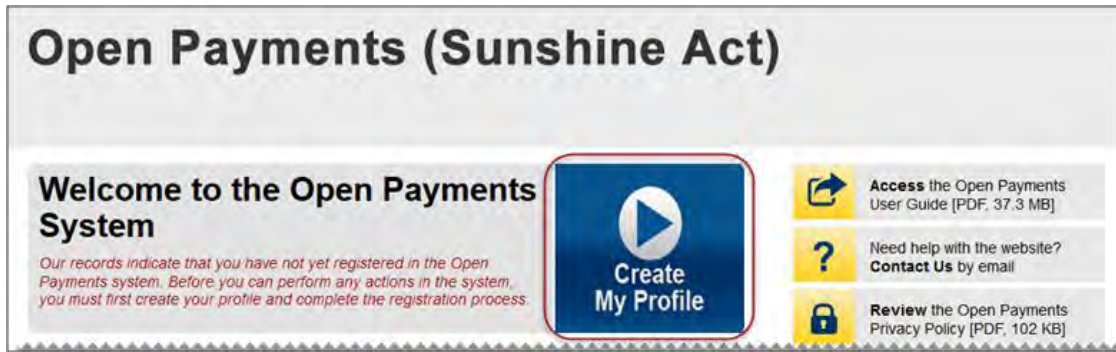 Open Payments (Sunshine Act)
Welcome to the Open Payments
System
Our records indicate that you have not yet registered in the Open
Payments system. Before you can perform any actions in the system,
you must first create your profile and complete the registration process.
Create
My Profile
Access the Open Payments
User Guide [PDF, 37.3 MB]
?
Need help with the website?
Contact Us by email
Review the Open Payments
Privacy Policy [PDF, 102 KB]